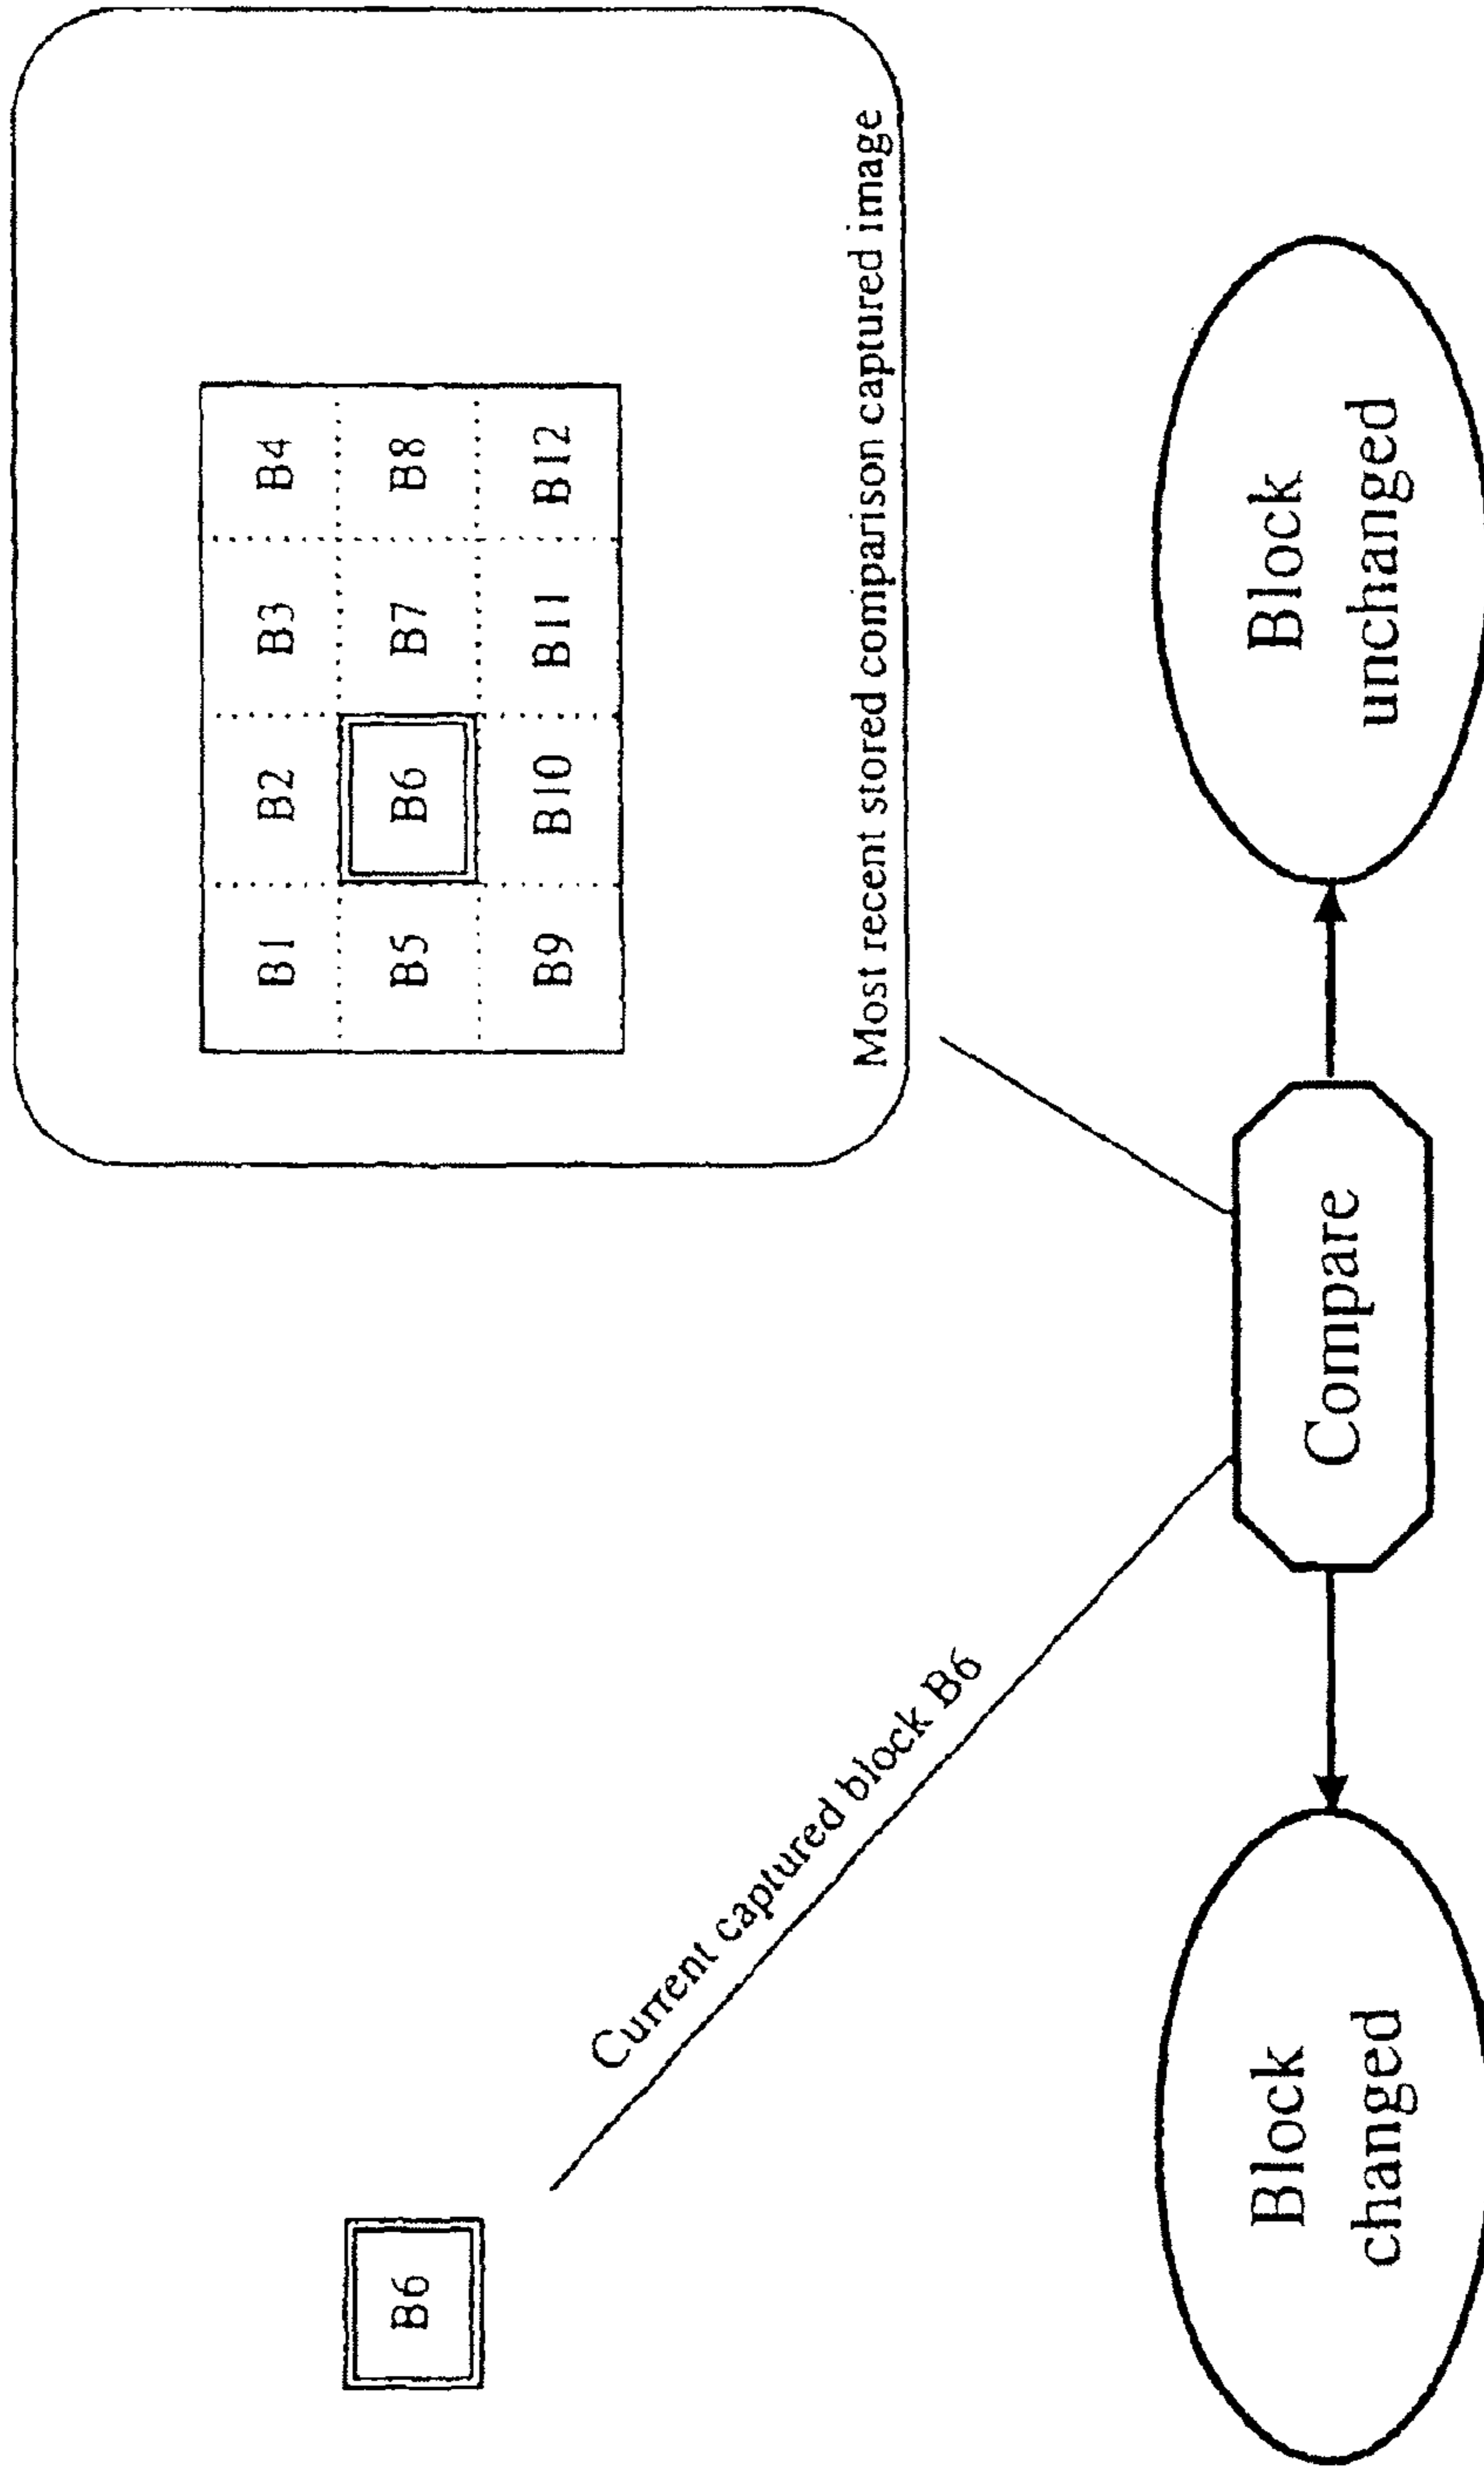 B1 B2 B3 B4
B5 B6 B7 B8
B9 B10 B11 B12
Most recent stored comparison captured image
B6
Current captured block B6
Compare
Block
changed
Block
unchanged